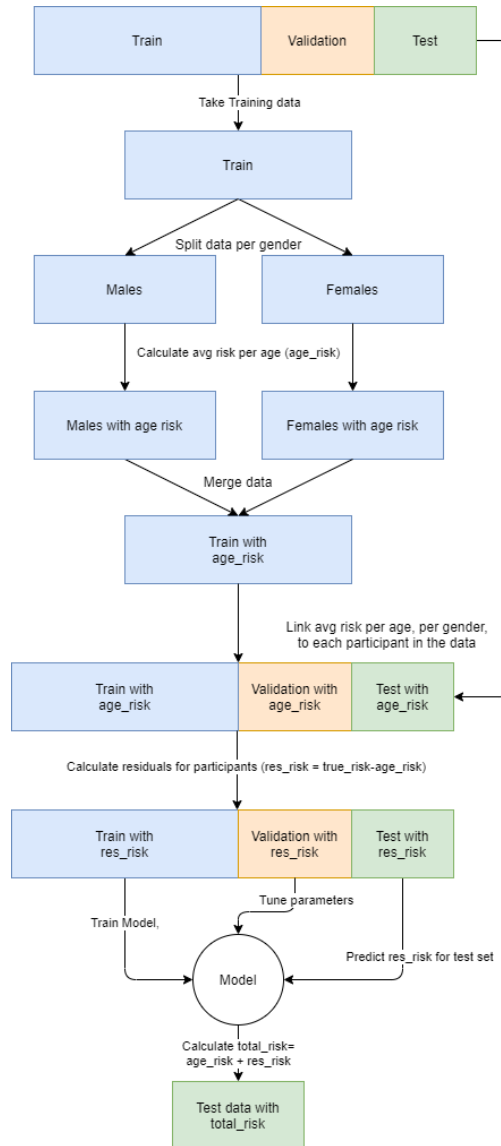 Train
Validation
Test
Take Training data
Train
Split data per gender
Males
Females
Calculate avg risk per age (age_risk)
Males with age risk
Females with age risk
Merge data
Train with
age_risk
Link avg risk per age, per gender,
to each participant in the data
Train with
age_risk
Validation with
age_risk
Test with
age_risk
Calculate residuals for participants (res_risk = true_risk-age_risk)
Train with
res_risk
Validation with
res_risk
Test with
res_risk
Tune parameters
Train Model,
Predict res_risk for test set
Model
Calculate total_risk=
age_risk + res_risk
Test data with
total_risk